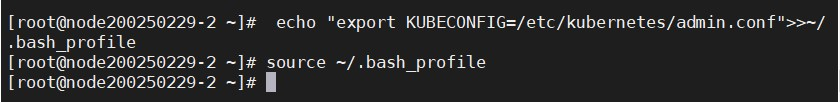 [root@node200250229-2 ~]#  echo "export KUBECONFIG=/etc/kubernetes/admin.conf">>~/
.bash_profile
[root@node200250229-2 ~]# source ~/.bash_profile
[root@node200250229-2 ~]#